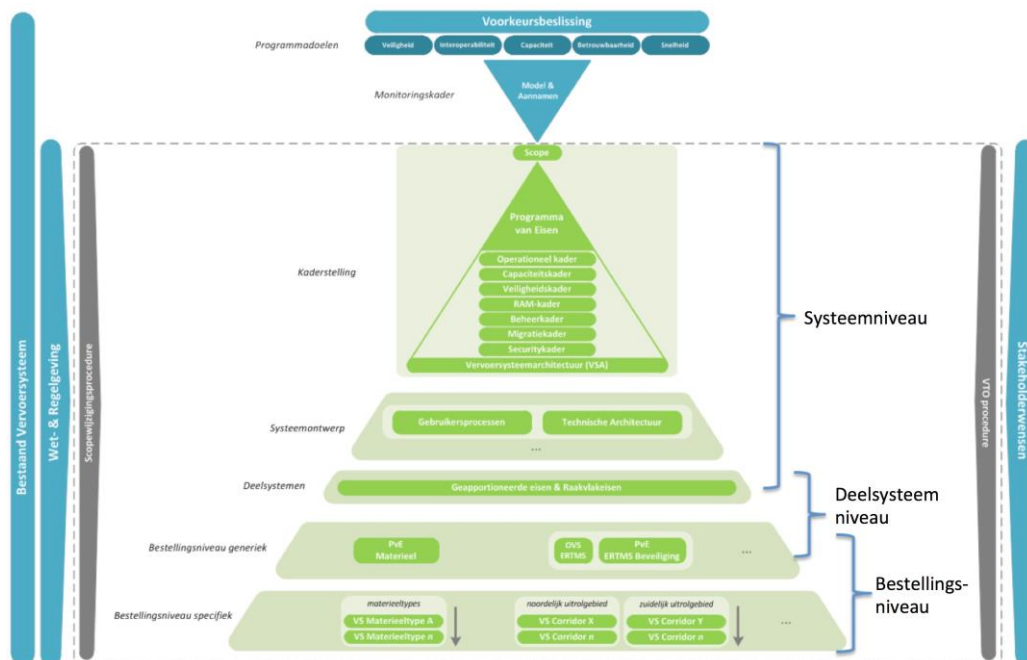 Voorkeursbeslissing
Programmadoelen
Veiligheid
Interoperabiliteit
Capaciteit
Betrouwbaarheid
Snelheid
Monitoringskader
Model &
Aannamen
Bestaand Vervoersysteem
Wet- & Regelgeving
Scopewijzigingsprocedure
Scope
Programma
van Eisen
Kaderstelling
Operationeel kader
Capaciteitskader
Veiligheidskader
RAM-kader
Beheerkader
Migratiekader
Securitykader
Vervoersysteemarchitectuur (VSA)
Systeemniveau
VTO procedure
Stakeholderwensen
Systeemontwerp
Gebruikersprocessen
Technische Architectuur
...
Deelsystemen
Geapportioneerde eisen & Raakvlakeisen
Deelsysteem
niveau
Bestellingsniveau generiek
PvE
Materieel
OVS
ERTMS
PvE
ERTMS Beveiliging
...
Bestellings-
niveau
Bestellingsniveau specifiek
materieeltypes
VS Materieeltype A
VS Materieeltype n
noordelijk uitrolgebied
VS Corridor X
VS Corridor n
zuidelijk uitrolgebied
VS Corridor Y
VS Corridor n
...